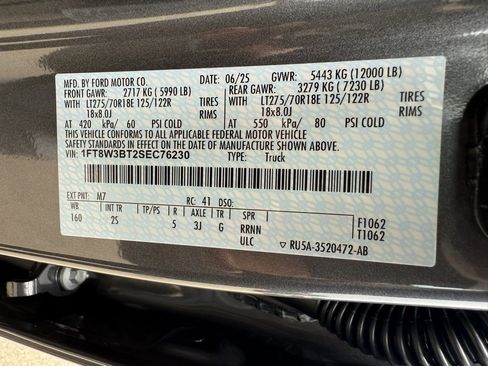 MFD. BY FORD MOTOR CO. 06/25 GVWR: 5443 KG (12000 LB)
FRONT GAWR: 2717 KG ( 5990 LB) REAR GAWR: 3279 KG ( 7230 LB)
WITH LT275/70R18E 125/122R TIRES WITH LT275/70R18E 125/122R TIRES
18x8.0J RIMS 18x8.0J RIMS
AT 420 kPa/ 60 PSI COLD AT 550 kPa/ 80 PSI COLD
THIS VEHICLE CONFORMS TO ALL APPLICABLE FEDERAL MOTOR VEHICLE
SAFETY STANDARDS IN EFFECT ON THE DATE OF MANUFACTURE SHOWN ABOVE.
VIN: 1FT8W3BT2SEC76230 TYPE: Truck
EXT PNT: M7 RC: 41 DSO:
WB INT TR TP/PS R AXLE TR SPR F1062
160 2S 5 3J G RRNN T1062
ULC ▽ RU5A-3520472-AB